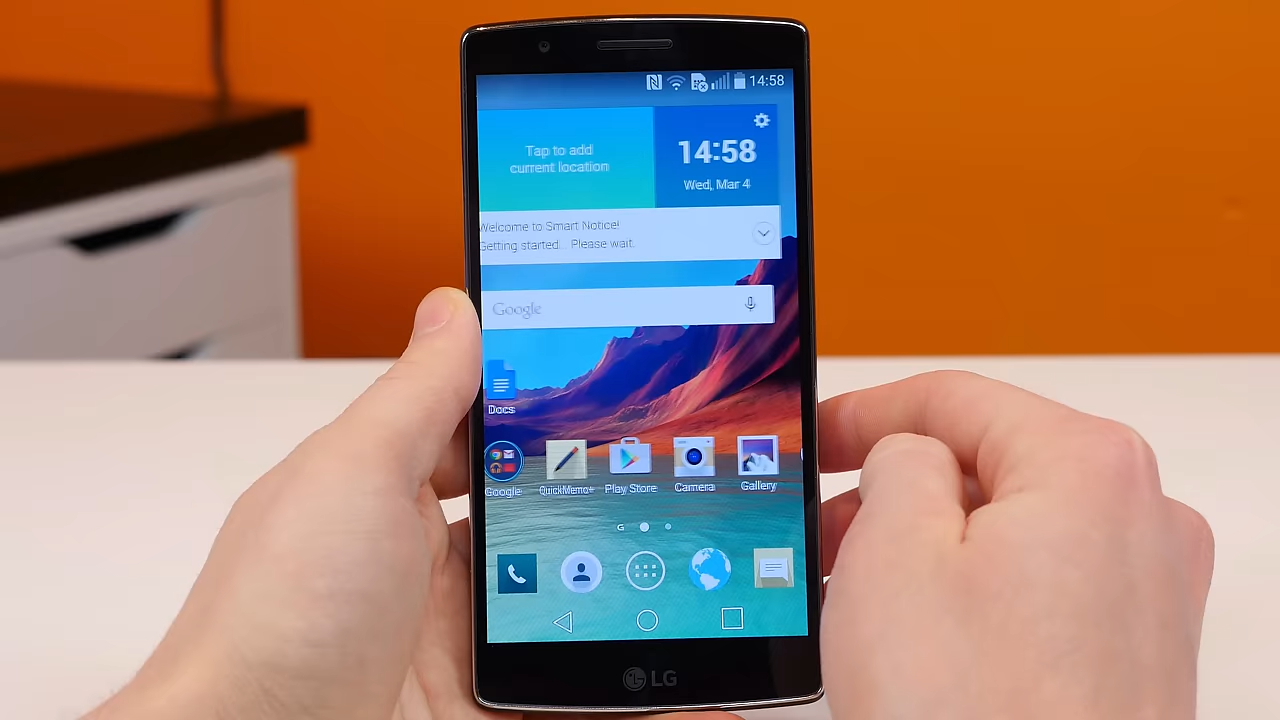 14:58
Tap to add
current location
14:58
Wed, Mar 4
Welcome to Smart Notice!
Getting started... Please wait.
Google
Docs
Google
QuickMemo+
Play Store
Camera
Gallery
G
LG